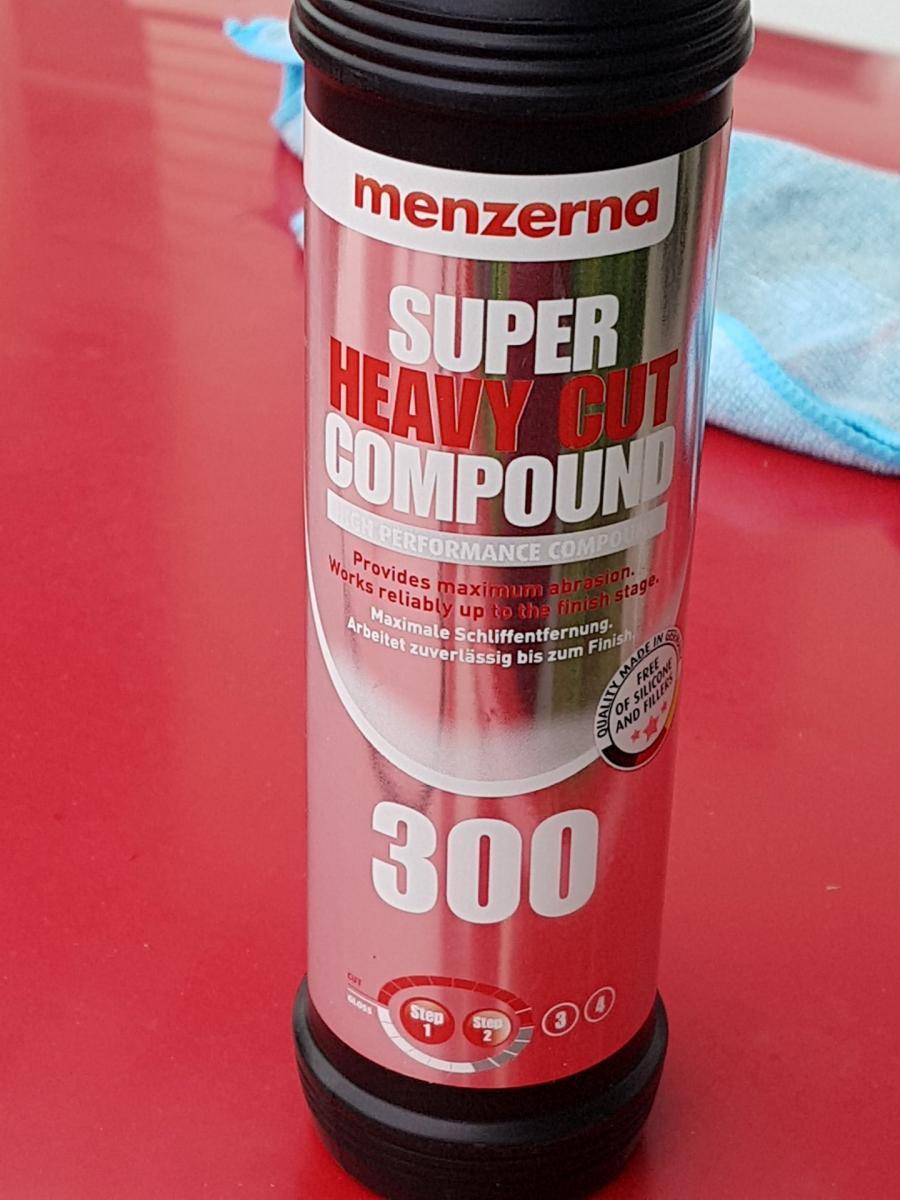 menzerna
SUPER
HEAVY CUT
COMPOUND
HIGH PERFORMANCE COMPOUND
Provides maximum abrasion.
Works reliably up to the finish stage.
Maximale Schliffentfernung.
Arbeitet zuverlässig bis zum Finish.
QUALITY MADE IN
FREE
OF SILICONE
AND FILLERS
300
CUT
GLOSS
Step
1
Step
2
3
4